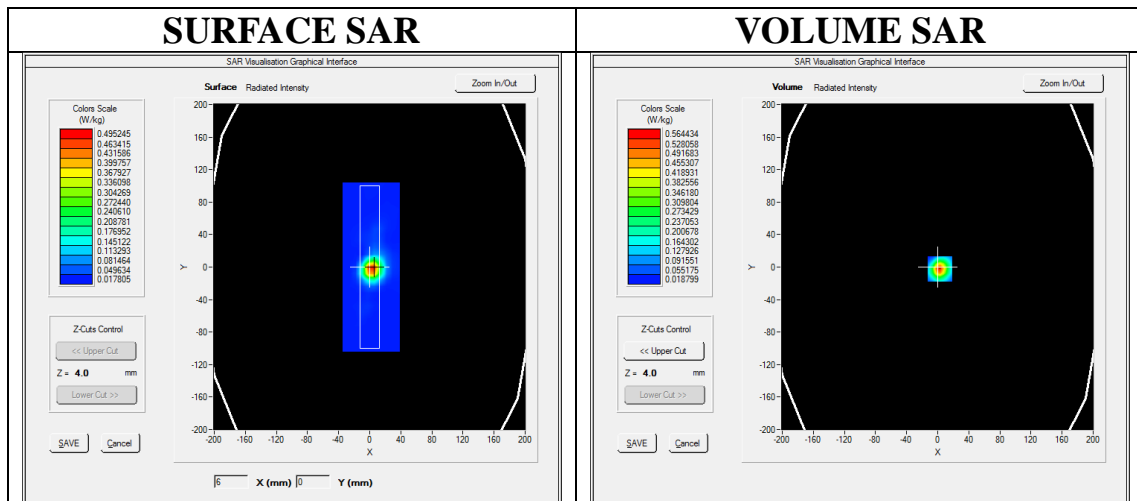 SURFACE SAR
SAR Visualisation Graphical Interface
Surface Radiated Intensity
Zoom In/Out
Colors Scale
(W/kg)
0.495245
0.463415
0.431586
0.399757
0.367927
0.336098
0.304269
0.272440
0.240610
0.208781
0.176952
0.145122
0.113293
0.081464
0.049634
0.017805
Z-Cuts Control
<< Upper Cut
Z = 4.0 mm
Lower Cut >>
SAVE Cancel
200
160
120
80
40
0
-40
-80
-120
-160
-200
Y
-200 -160 -120 -80 -40 0 40 80 120 160 200
X
6 X (mm) 0 Y (mm)
VOLUME SAR
SAR Visualisation Graphical Interface
Volume Radiated Intensity
Zoom In/Out
Colors Scale
(W/kg)
0.564434
0.528058
0.491683
0.455307
0.418931
0.382556
0.346180
0.309804
0.273429
0.237053
0.200678
0.164302
0.127926
0.091551
0.055175
0.018799
Z-Cuts Control
<< Upper Cut
Z = 4.0 mm
Lower Cut >>
SAVE Cancel
200
160
120
80
40
0
-40
-80
-120
-160
-200
Y
-200 -160 -120 -80 -40 0 40 80 120 160 200
X